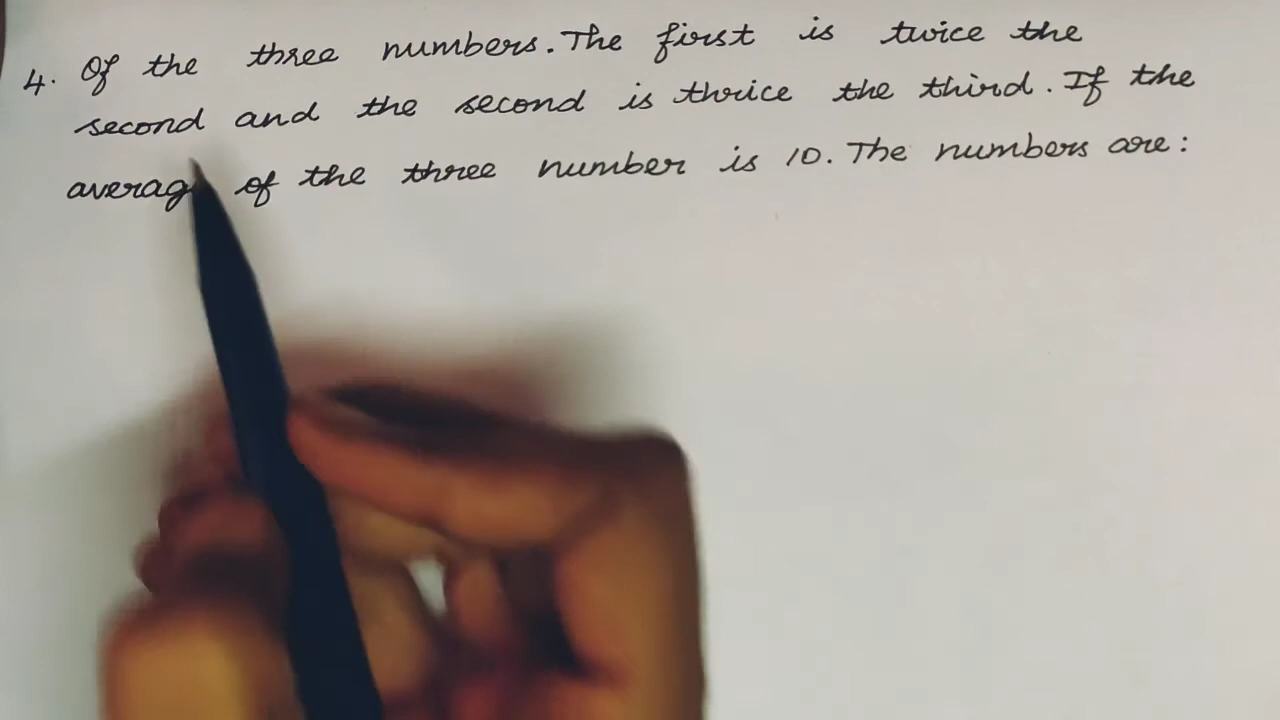 4. Of the three numbers. The first is twice the
second and the second is thrice the third. If the
average of the three number is 10. The numbers are: